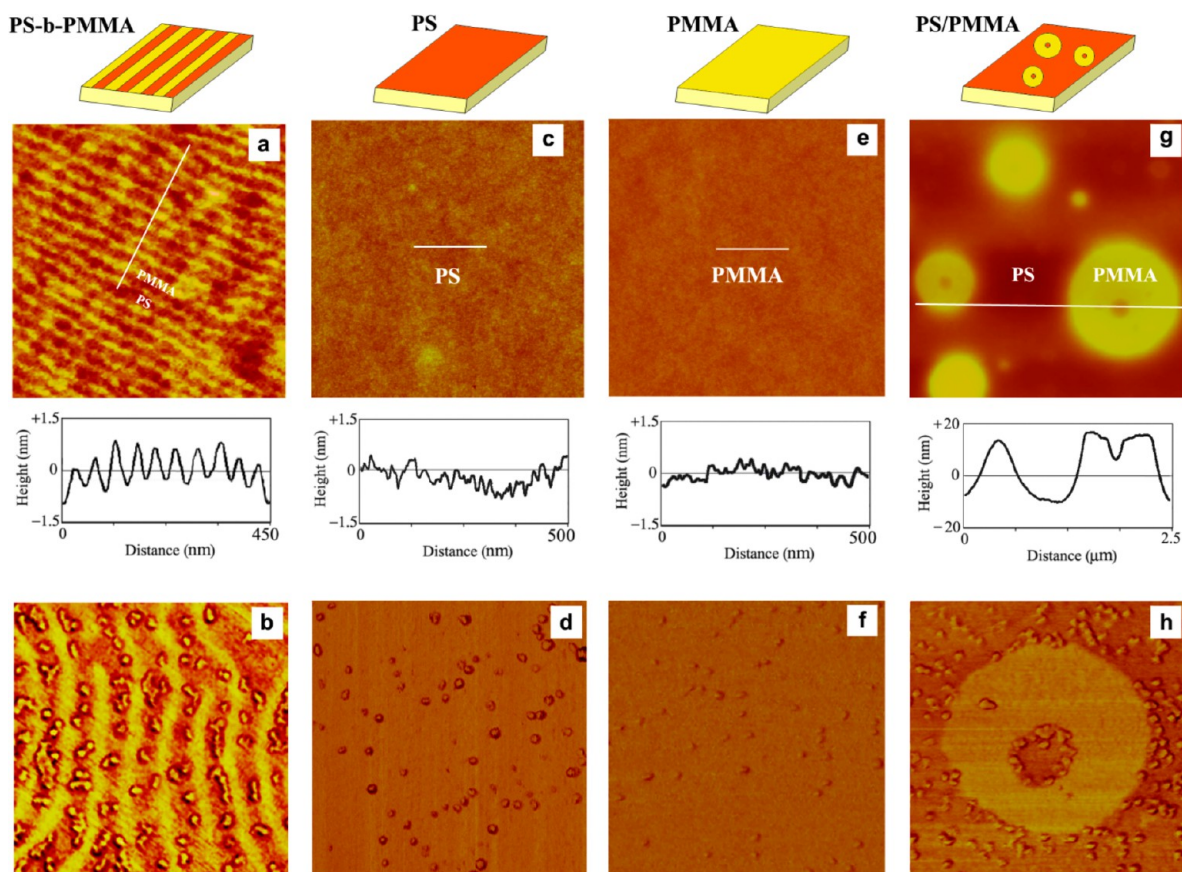 PS-b-PMMA
PS
PMMA
PS/PMMA
a
c
e
g
PMMA
PS
PS
PMMA
PS
PMMA
+1.5
0
−1.5
Height (nm)
0
450
Distance (nm)
+1.5
0
−1.5
Height (nm)
0
500
Distance (nm)
+1.5
0
−1.5
Height (nm)
0
500
Distance (nm)
+20
0
−20
Height (nm)
0
2.5
Distance (μm)
b
d
f
h